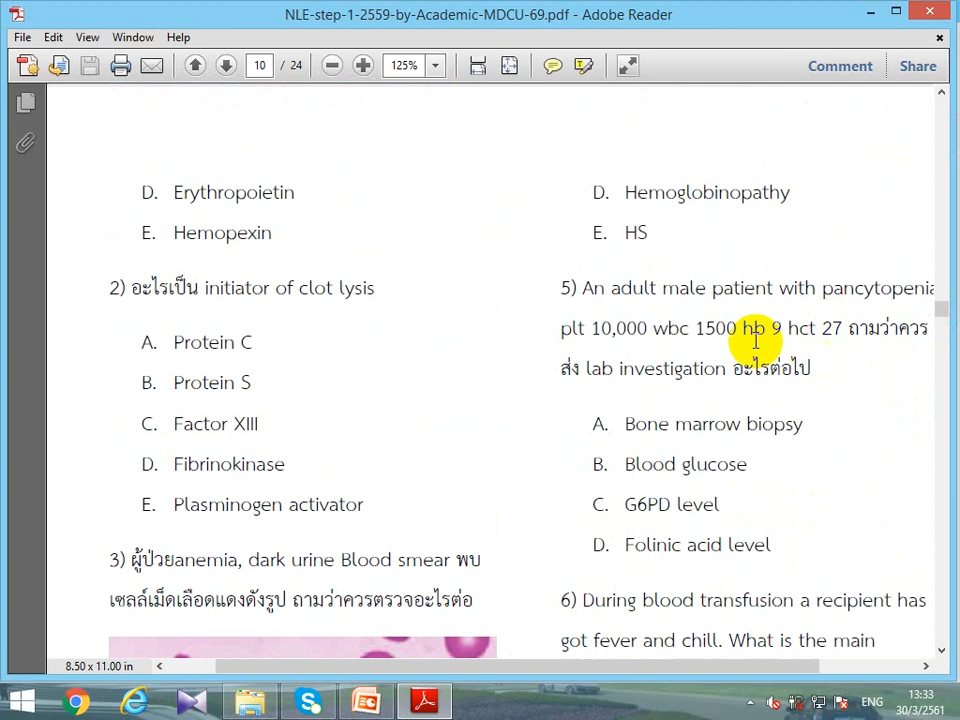 NLE-step-1-2559-by-Academic-MDCU-69.pdf - Adobe Reader
File Edit View Window Help
10 / 24 125% Comment Share
D. Erythropoietin
E. Hemopexin
2) อะไรเป็น initiator of clot lysis
A. Protein C
B. Protein S
C. Factor XIII
D. Fibrinokinase
E. Plasminogen activator
3) ผู้ป่วยanemia, dark urine Blood smear พบ
เซลล์เม็ดเลือดแดงดังรูป ถามว่าควรตรวจอะไรต่อ
D. Hemoglobinopathy
E. HS
5) An adult male patient with pancytopenia
plt 10,000 wbc 1500 hb 9 hct 27 ถามว่าควร
ส่ง lab investigation อะไรต่อไป
A. Bone marrow biopsy
B. Blood glucose
C. G6PD level
D. Folinic acid level
6) During blood transfusion a recipient has
got fever and chill. What is the main
8.50 x 11.00 in
ENG
13:33
30/3/2561